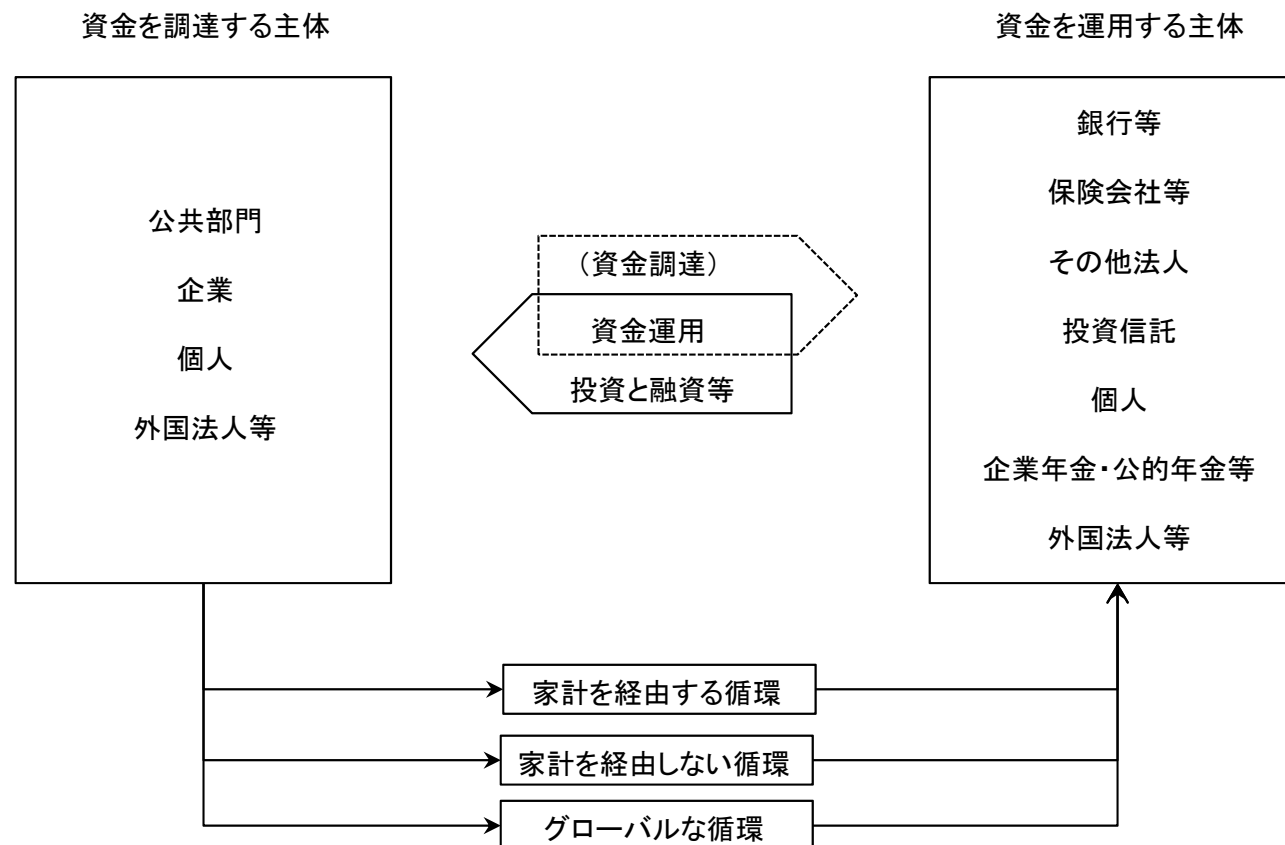 資金を調達する主体
資金を運用する主体
公共部門
企業
個人
外国法人等
（資金調達）
資金運用
投資と融資等
銀行等
保険会社等
その他法人
投資信託
個人
企業年金・公的年金等
外国法人等
家計を経由する循環
家計を経由しない循環
グローバルな循環